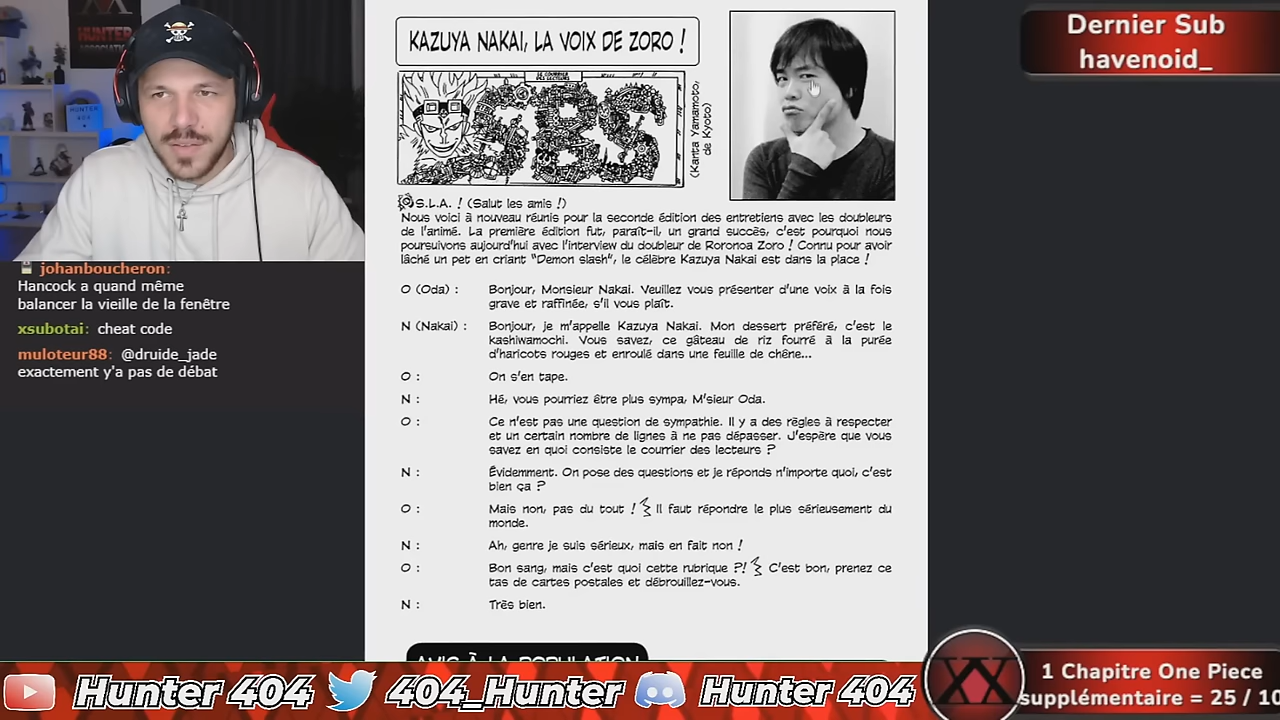 KAZUYA NAKAI, LA VOIX DE ZORO !
LE COURRIER
DES LECTEURS
SBS
(Kanta Yamamoto,
de Kyoto)
S.L.A. ! (Salut les amis !)
Nous voici à nouveau réunis pour la seconde édition des entretiens avec les doubleurs
de l'animé. La première édition fut, paraît-il, un grand succès, c'est pourquoi nous
poursuivons aujourd'hui avec l'interview du doubleur de Roronoa Zoro ! Connu pour avoir
lâché un pet en criant "Demon slash", le célèbre Kazuya Nakai est dans la place !
O (Oda) : Bonjour, Monsieur Nakai. Veuillez vous présenter d'une voix à la fois
grave et raffinée, s'il vous plaît.
N (Nakai) : Bonjour, je m'appelle Kazuya Nakai. Mon dessert préféré, c'est le
kashiwamochi. Vous savez, ce gâteau de riz fourré à la purée
d'haricots rouges et enroulé dans une feuille de chêne...
O : On s'en tape.
N : Hé, vous pourriez être plus sympa, M'sieur Oda.
O : Ce n'est pas une question de sympathie. Il y a des règles à respecter
et un certain nombre de lignes à ne pas dépasser. J'espère que vous
savez en quoi consiste le courrier des lecteurs ?
N : Évidemment. On pose des questions et je réponds n'importe quoi, c'est
bien ça ?
O : Mais non, pas du tout ! Il faut répondre le plus sérieusement du
monde.
N : Ah, genre je suis sérieux, mais en fait non !
O : Bon sang, mais c'est quoi cette rubrique ?! C'est bon, prenez ce
tas de cartes postales et débrouillez-vous.
N : Très bien.
AVIS À LA POPULATION
Dernier Sub
havenoid_
HUNTER
johanboucheron:
Hancock a quand même
balancer la vieille de la fenêtre
xsubotai: cheat code
muloteur88: @druide_jade
exactement y'a pas de débat
Hunter 404 404_Hunter Hunter 404
1 Chapitre One Piece
supplémentaire = 25 / 10